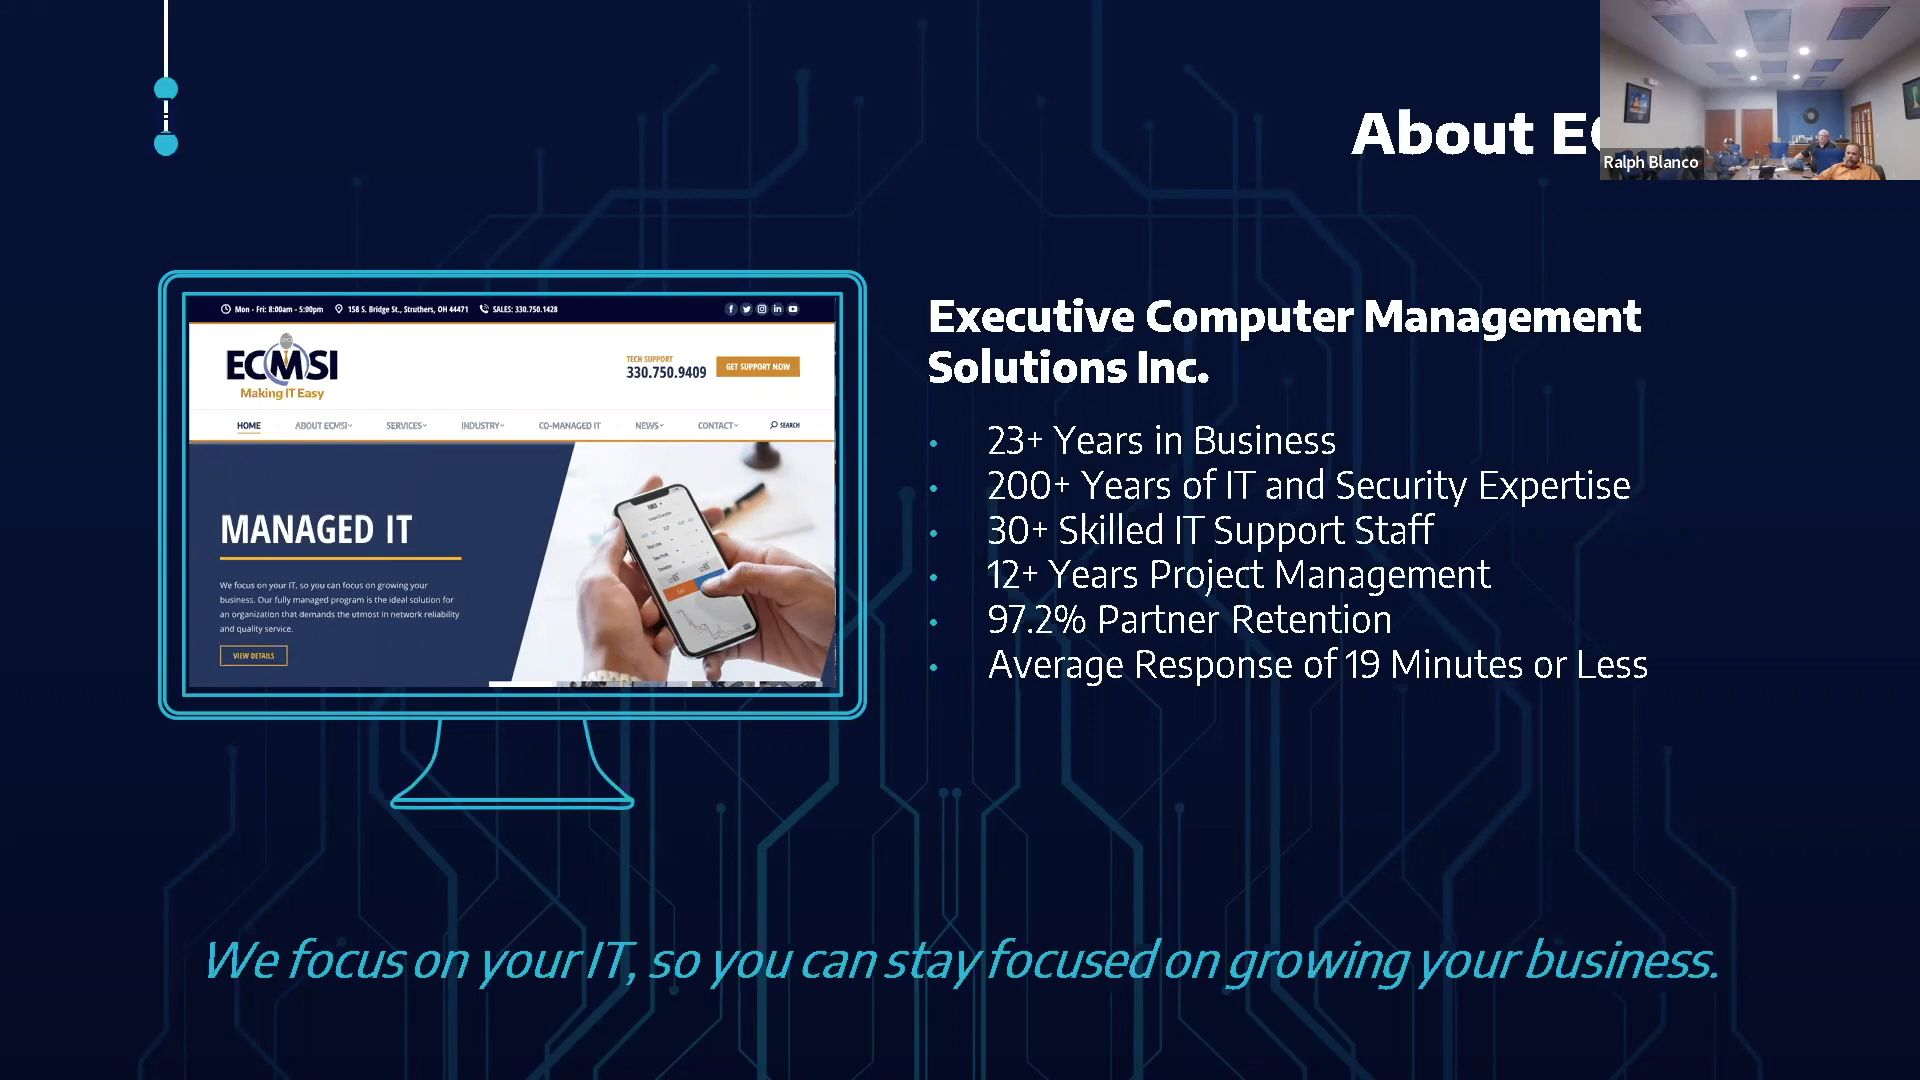 About E
Ralph Blanco
Mon - Fri: 8:00am - 5:00pm 158 S. Bridge St., Struthers, OH 44471 SALES: 330.750.1428
ECMSI
Making IT Easy
TECH SUPPORT
330.750.9409
GET SUPPORT NOW
HOME ABOUT ECMSI SERVICES INDUSTRY CO-MANAGED IT NEWS CONTACT SEARCH
MANAGED IT
We focus on your IT, so you can focus on growing your
business. Our fully managed program is the ideal solution for
an organization that demands the utmost in network reliability
and quality service.
VIEW DETAILS
Executive Computer Management
Solutions Inc.
• 23+ Years in Business
• 200+ Years of IT and Security Expertise
• 30+ Skilled IT Support Staff
• 12+ Years Project Management
• 97.2% Partner Retention
• Average Response of 19 Minutes or Less
We focus on your IT, so you can stay focused on growing your business.